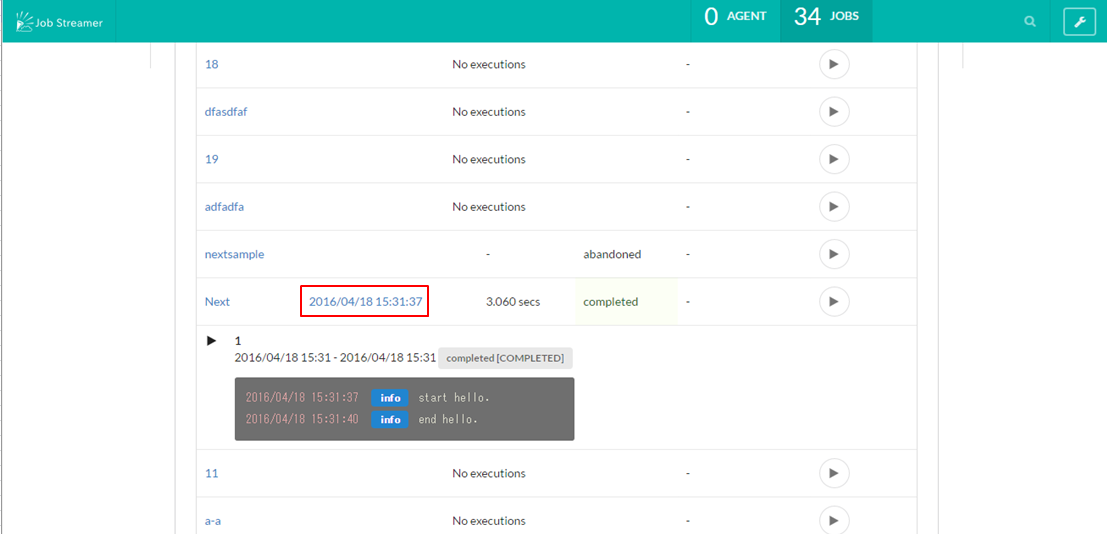 Job Streamer 0 AGENT 34 JOBS
18 No executions -
dfasdfaf No executions -
19 No executions -
adfadfa No executions -
nextsample - abandoned -
Next 2016/04/18 15:31:37 3.060 secs completed -
1
2016/04/18 15:31 - 2016/04/18 15:31 completed [COMPLETED]
2016/04/18 15:31:37 info start hello.
2016/04/18 15:31:40 info end hello.
11 No executions -
a-a No executions -